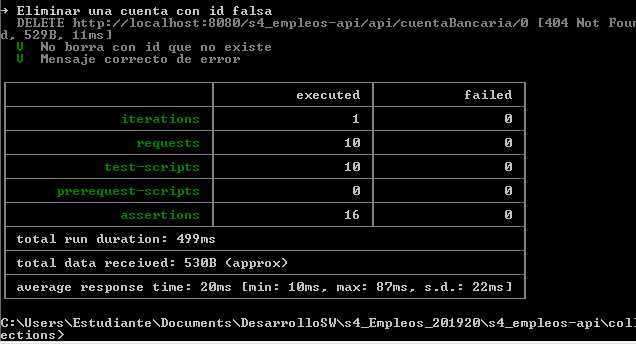 → Eliminar una cuenta con id falsa
DELETE http://localhost:8080/s4_empleos-api/api/cuentaBancaria/0 [404 Not Foun
d, 529B, 11ms]
V No borra con id que no existe
V Mensaje correcto de error
executed failed
iterations 1 0
requests 10 0
test-scripts 10 0
prerequest-scripts 0 0
assertions 16 0
total run duration: 499ms
total data received: 530B (approx)
average response time: 20ms [min: 10ms, max: 87ms, s.d.: 22ms]
C:\Users\Estudiante\Documents\DesarrolloSW\s4_Empleos_201920\s4_empleos-api\coll
ections>